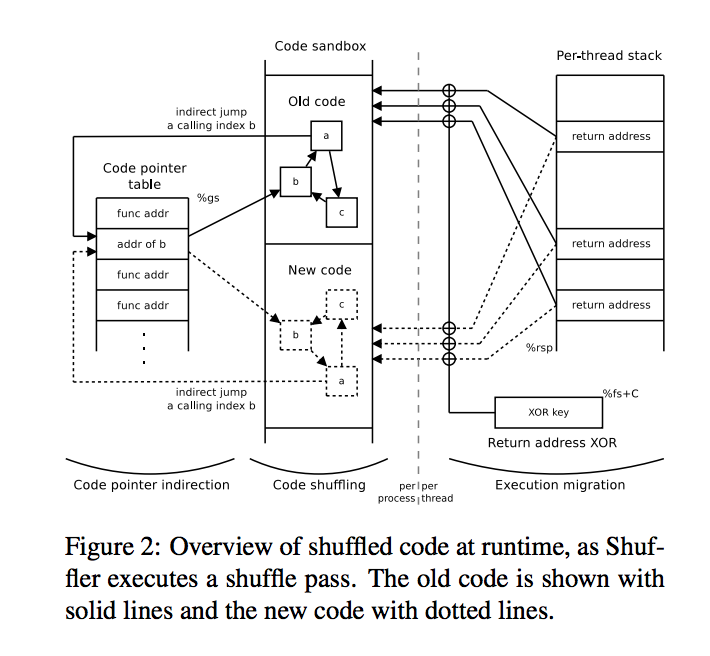 Code sandbox
Per-thread stack
Old code
indirect jump
a calling index b
a
return address
Code pointer
table
b
%gs
c
func addr
addr of b
return address
func addr
New code
func addr
c
return address
b
%rsp
a
indirect jump
a calling index b
%fs+C
XOR key
Return address XOR
Code pointer indirection
Code shuffling
per per
process thread
Execution migration
Figure 2: Overview of shuffled code at runtime, as Shuf-
fler executes a shuffle pass. The old code is shown with
solid lines and the new code with dotted lines.